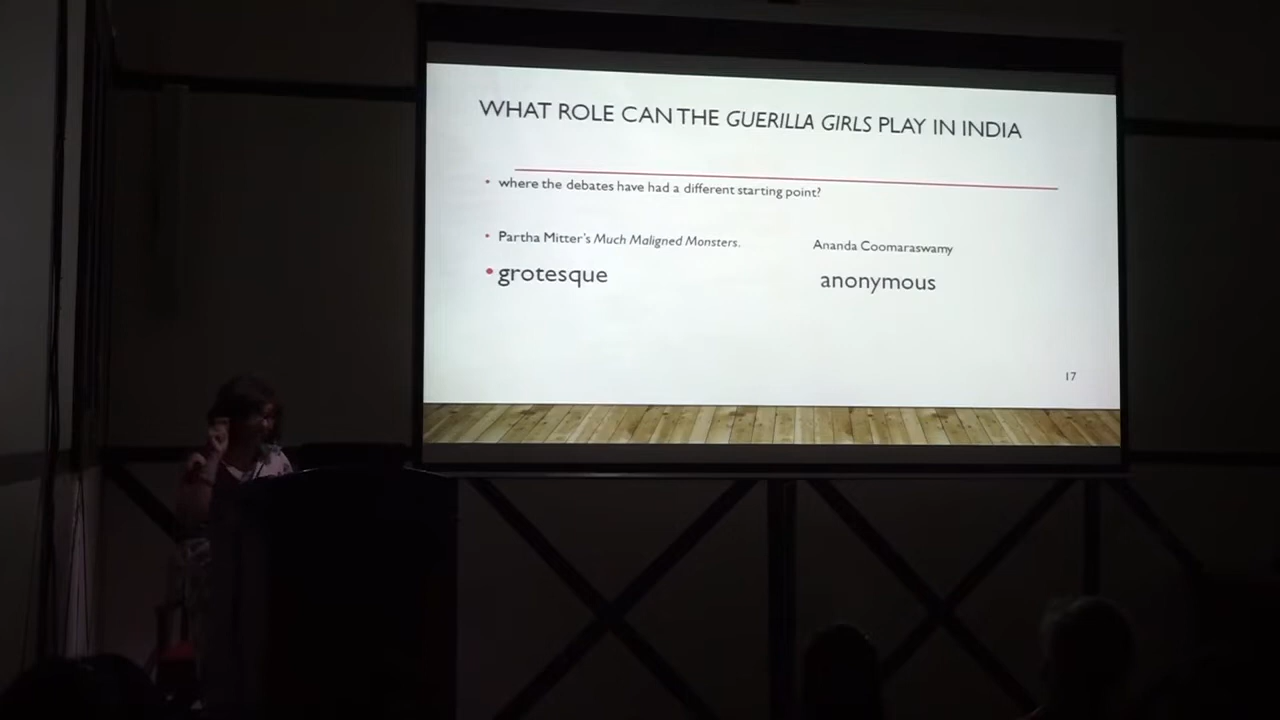 WHAT ROLE CAN THE GUERILLA GIRLS PLAY IN INDIA
• where the debates have had a different starting point?
• Partha Mitter's Much Maligned Monsters. Ananda Coomaraswamy
• grotesque anonymous
17